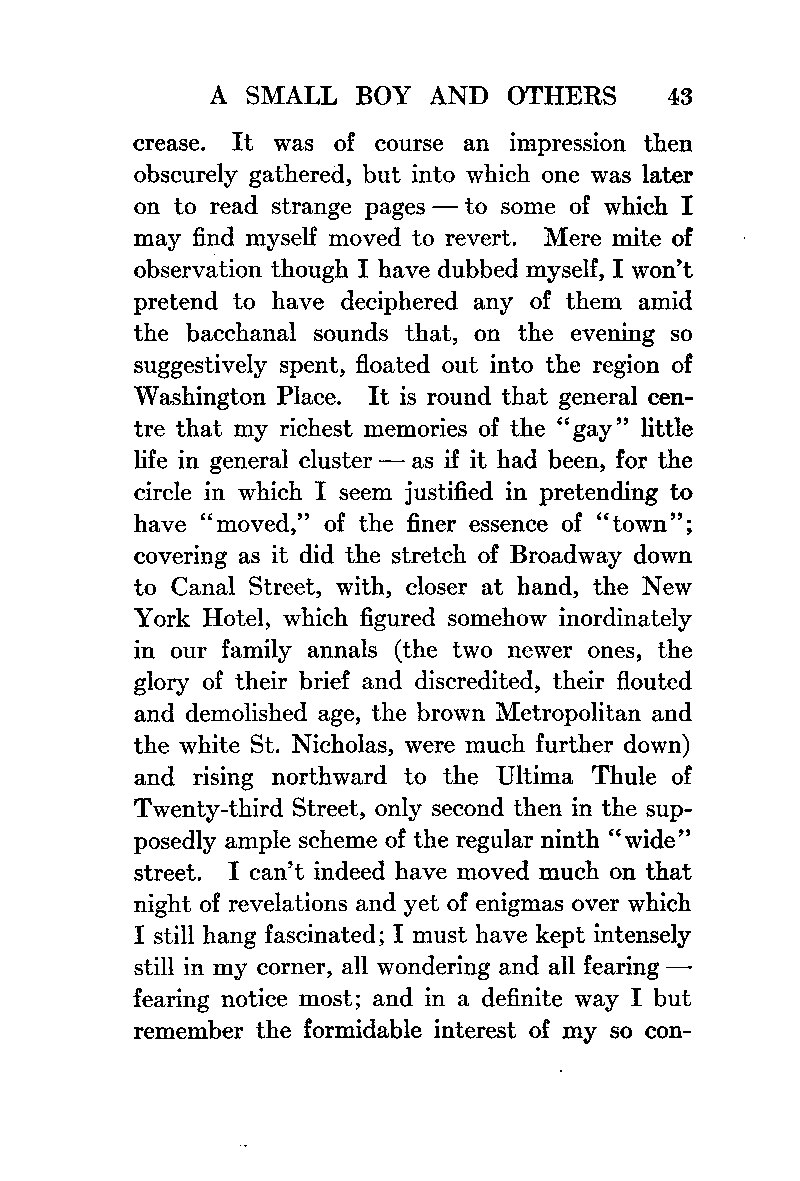 A SMALL BOY AND OTHERS 43
crease. It was of course an impression then
obscurely gathered, but into which one was later
on to read strange pages — to some of which I
may find myself moved to revert. Mere mite of
observation though I have dubbed myself, I won't
pretend to have deciphered any of them amid
the bacchanal sounds that, on the evening so
suggestively spent, floated out into the region of
Washington Place. It is round that general cen-
tre that my richest memories of the "gay" little
life in general cluster — as if it had been, for the
circle in which I seem justified in pretending to
have "moved," of the finer essence of "town";
covering as it did the stretch of Broadway down
to Canal Street, with, closer at hand, the New
York Hotel, which figured somehow inordinately
in our family annals (the two newer ones, the
glory of their brief and discredited, their flouted
and demolished age, the brown Metropolitan and
the white St. Nicholas, were much further down)
and rising northward to the Ultima Thule of
Twenty-third Street, only second then in the sup-
posedly ample scheme of the regular ninth "wide"
street. I can't indeed have moved much on that
night of revelations and yet of enigmas over which
I still hang fascinated; I must have kept intensely
still in my corner, all wondering and all fearing —
fearing notice most; and in a definite way I but
remember the formidable interest of my so con-